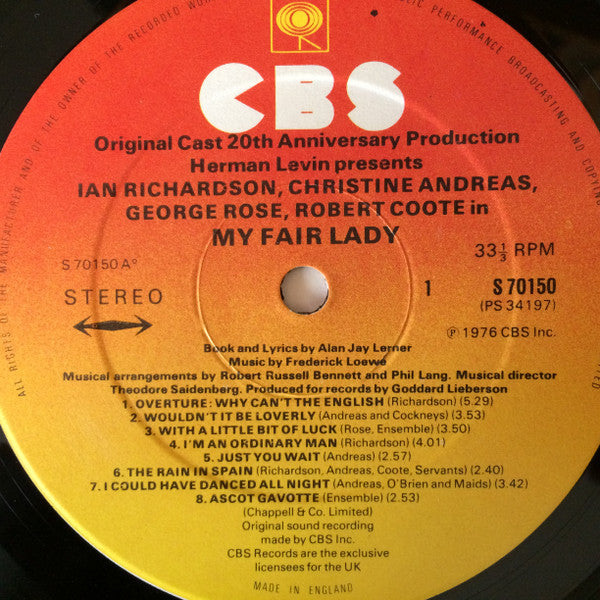 ALL RIGHTS OF THE MANUFACTURER AND OF THE OWNER OF THE RECORDED WORK
PUBLIC PERFORMANCE BROADCASTING AND COPYING
CBS
Original Cast 20th Anniversary Production
Herman Levin presents
IAN RICHARDSON, CHRISTINE ANDREAS,
GEORGE ROSE, ROBERT COOTE in
MY FAIR LADY
33⅓ RPM
S 70150 A°
STEREO
1
S 70150
(PS 34197)
℗ 1976 CBS Inc.
Book and Lyrics by Alan Jay Lerner
Music by Frederick Loewe
Musical arrangements by Robert Russell Bennett and Phil Lang. Musical director
Theodore Saidenberg. Produced for records by Goddard Lieberson
1. OVERTURE: WHY CAN'T THE ENGLISH (Richardson) (5.29)
2. WOULDN'T IT BE LOVERLY (Andreas and Cockneys) (3.53)
3. WITH A LITTLE BIT OF LUCK (Rose, Ensemble) (3.50)
4. I'M AN ORDINARY MAN (Richardson) (4.01)
5. JUST YOU WAIT (Andreas) (2.57)
6. THE RAIN IN SPAIN (Richardson, Andreas, Coote, Servants) (2.40)
7. I COULD HAVE DANCED ALL NIGHT (Andreas, O'Brien and Maids) (3.42)
8. ASCOT GAVOTTE (Ensemble) (2.53)
(Chappell & Co. Limited)
Original sound recording
made by CBS Inc.
CBS Records are the exclusive
licensees for the UK
MADE IN ENGLAND